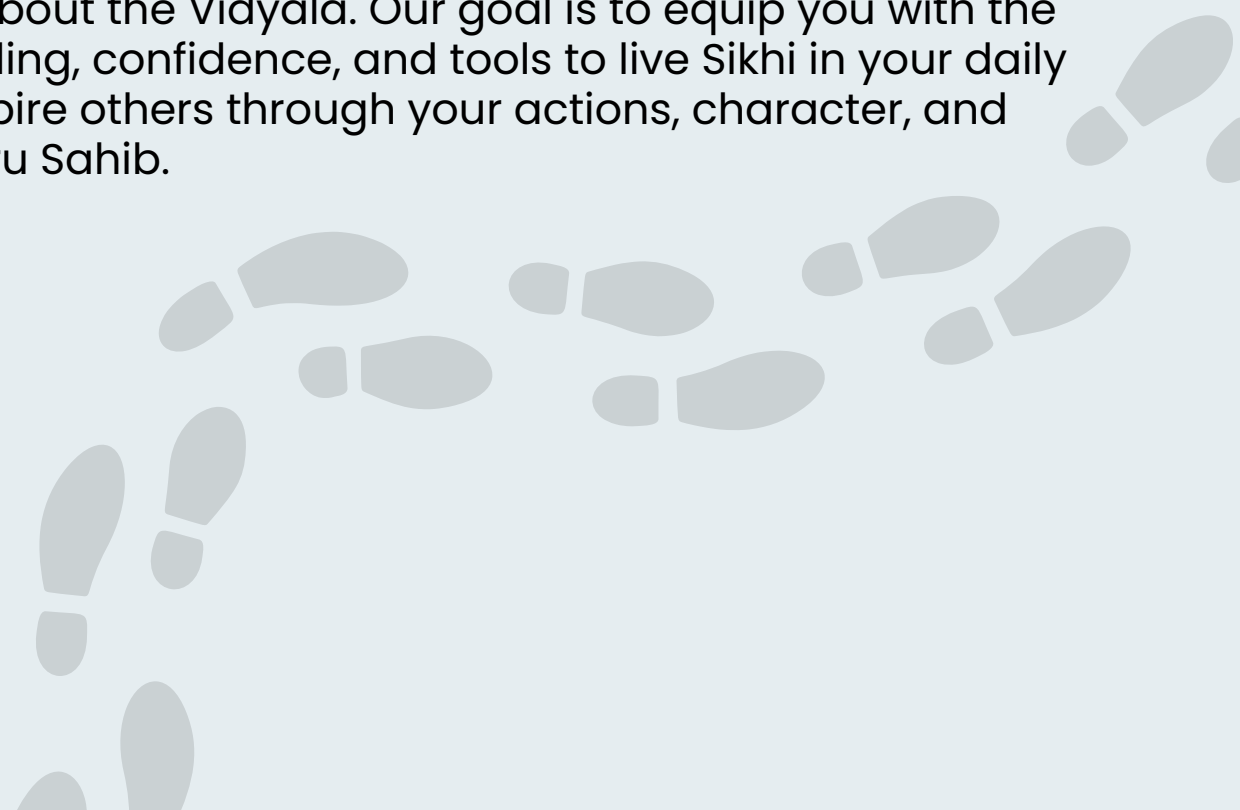 bout the Vidyala. Our goal is to equip you with the
ling, confidence, and tools to live Sikhi in your daily
pire others through your actions, character, and
ru Sahib.